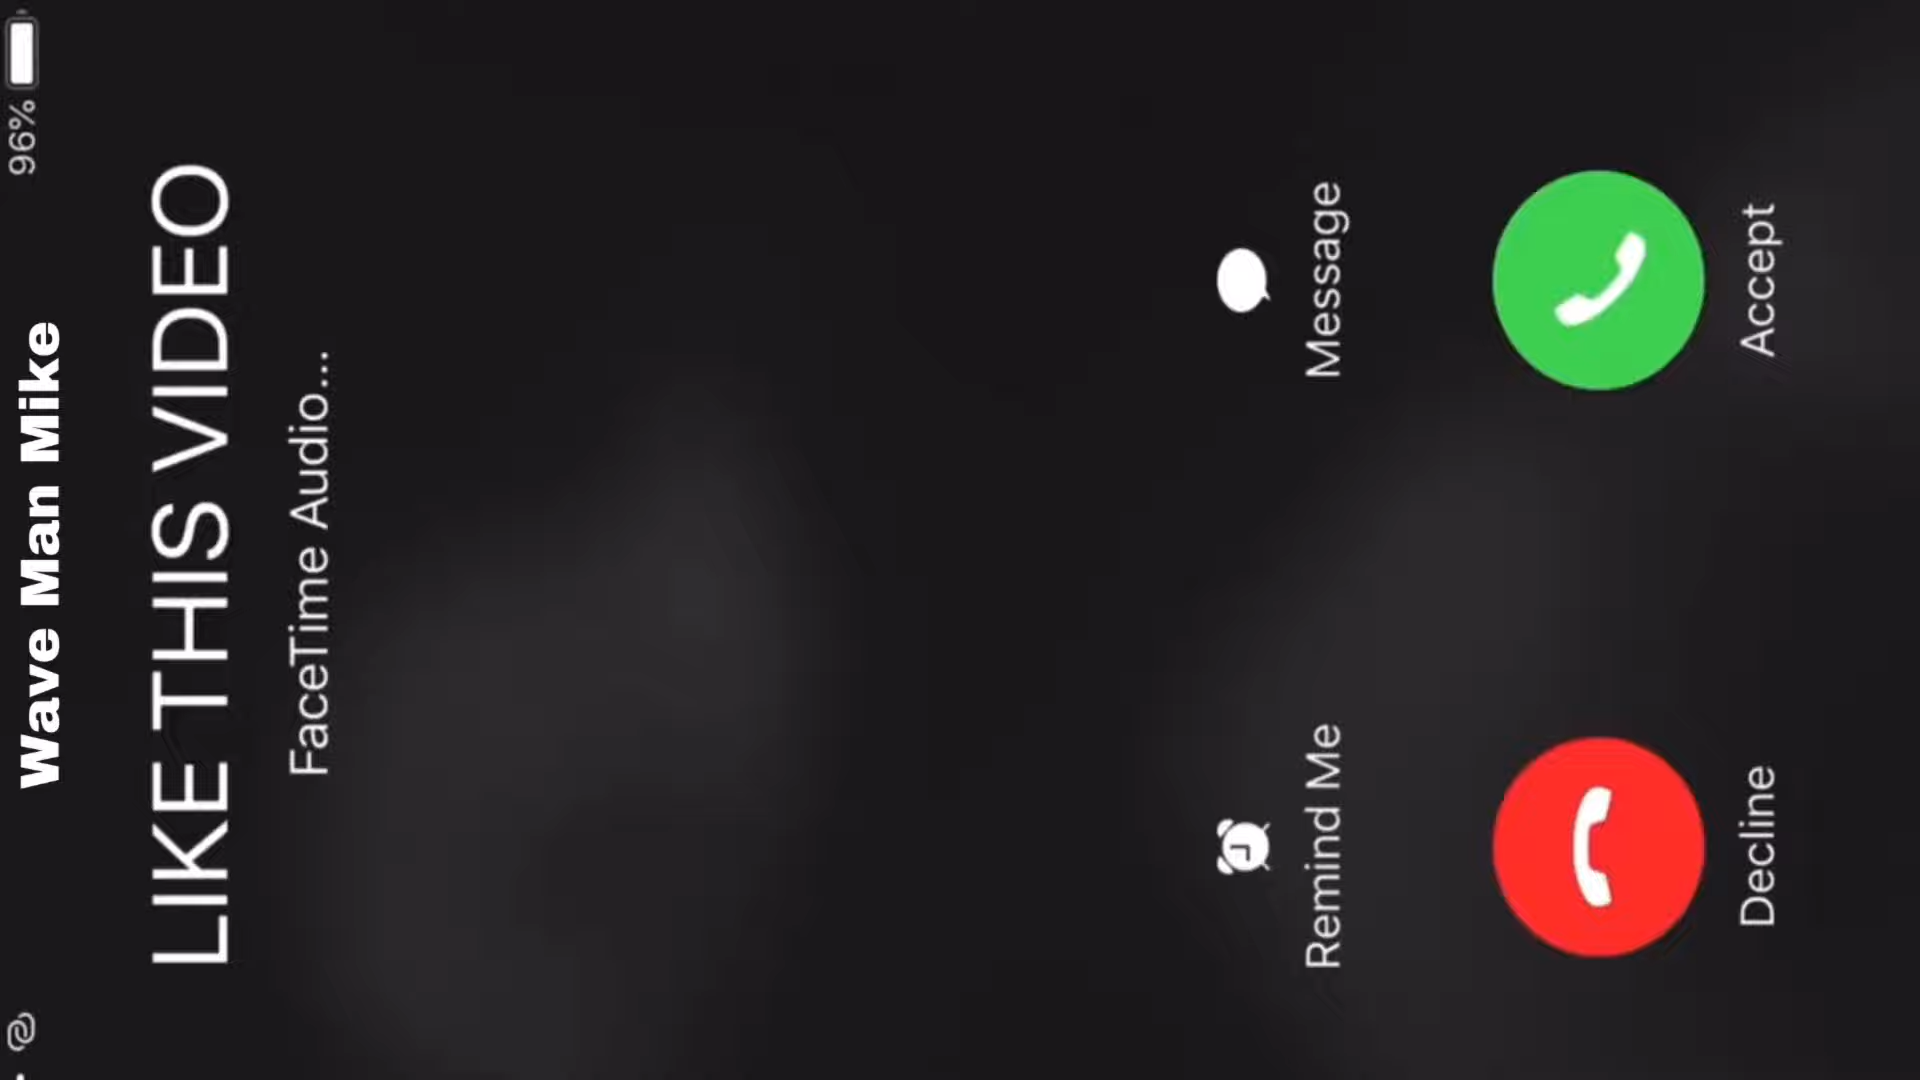 96%
Wave Man Mike
LIKE THIS VIDEO
FaceTime Audio...
Remind Me
Message
Decline
Accept